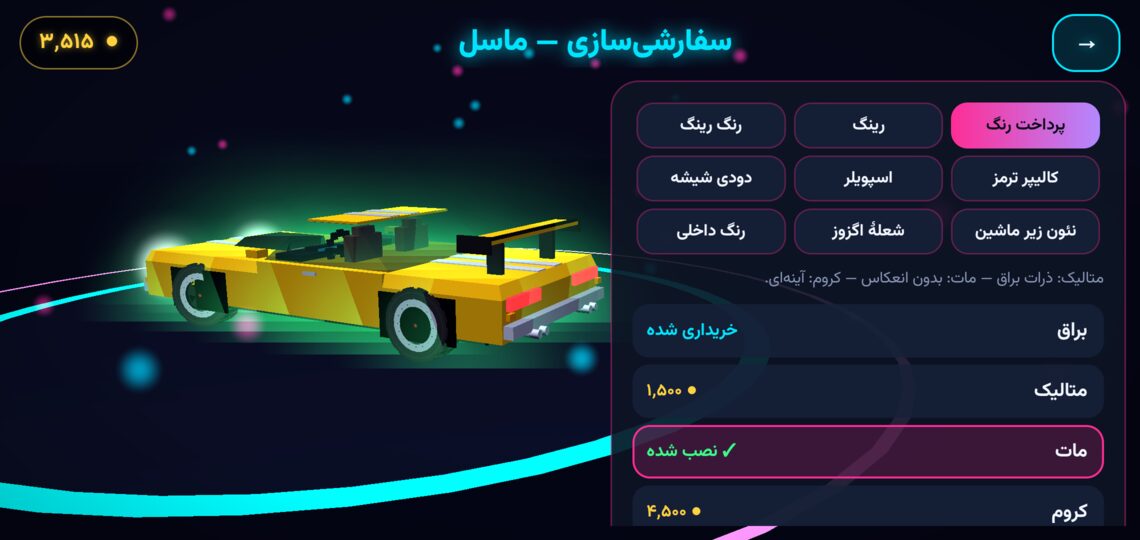 →
سفارشی‌سازی — ماسل
۳,۵۱۵
پرداخت رنگ
رینگ
رنگ رینگ
کالیپر ترمز
اسپویلر
دودی شیشه
نئون زیر ماشین
شعلهٔ اگزوز
رنگ داخلی
متالیک: ذرات براق — مات: بدون انعکاس — کروم: آینه‌ای.
براق خریداری شده
متالیک ۱,۵۰۰
مات ✓ نصب شده
کروم ۴,۵۰۰